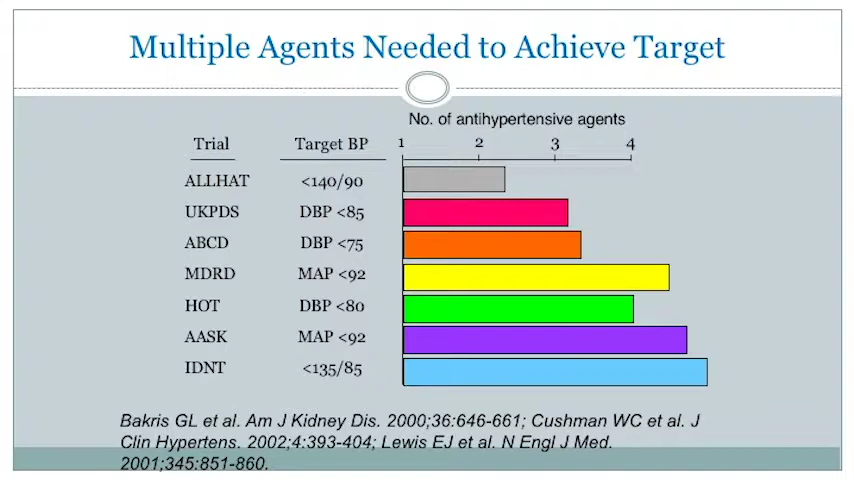 Multiple Agents Needed to Achieve Target
No. of antihypertensive agents
Trial Target BP 1 2 3 4
ALLHAT <140/90
UKPDS DBP <85
ABCD DBP <75
MDRD MAP <92
HOT DBP <80
AASK MAP <92
IDNT <135/85
Bakris GL et al. Am J Kidney Dis. 2000;36:646-661; Cushman WC et al. J
Clin Hypertens. 2002;4:393-404; Lewis EJ et al. N Engl J Med.
2001;345:851-860.